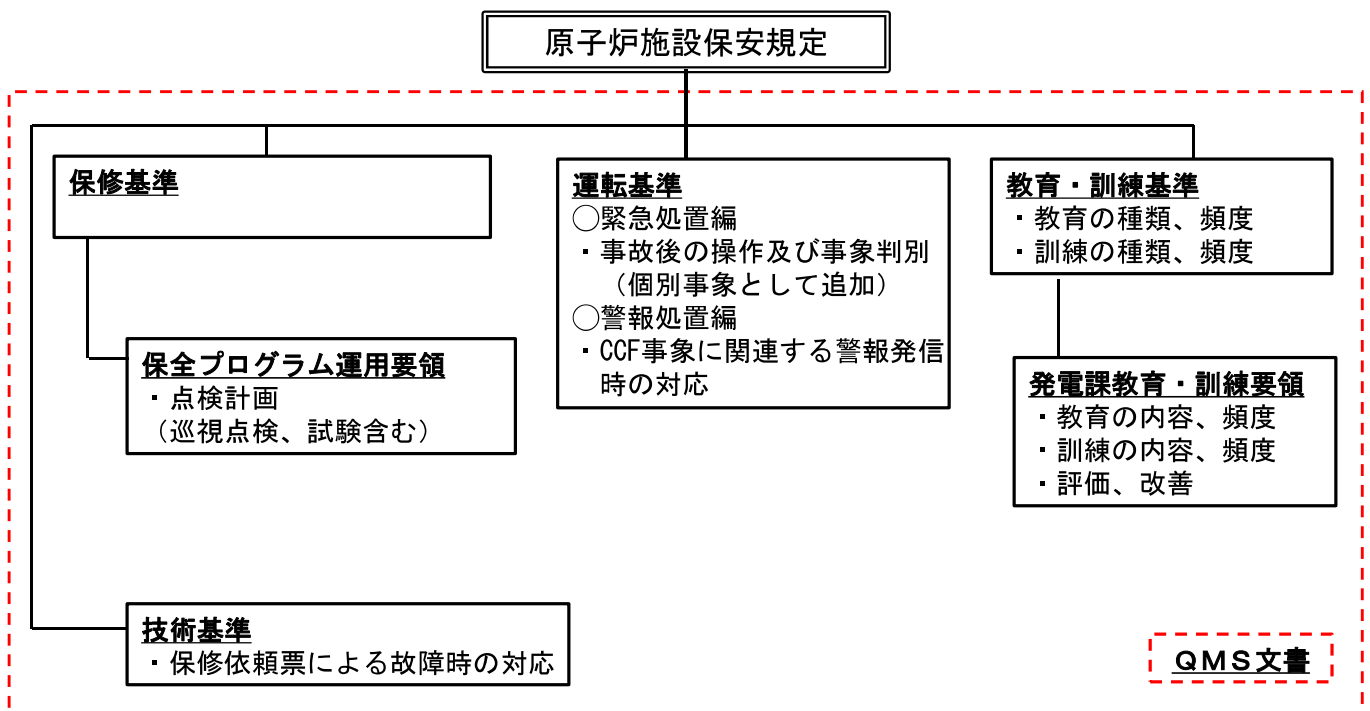 原子炉施設保安規定
保修基準
保全プログラム運用要領
・点検計画
（巡視点検、試験含む）
技術基準
・保修依頼票による故障時の対応
運転基準
◯緊急処置編
・事故後の操作及び事象判別
（個別事象として追加）
◯警報処置編
・CCF事象に関連する警報発信
時の対応
教育・訓練基準
・教育の種類、頻度
・訓練の種類、頻度
発電課教育・訓練要領
・教育の内容、頻度
・訓練の内容、頻度
・評価、改善
ＱＭＳ文書